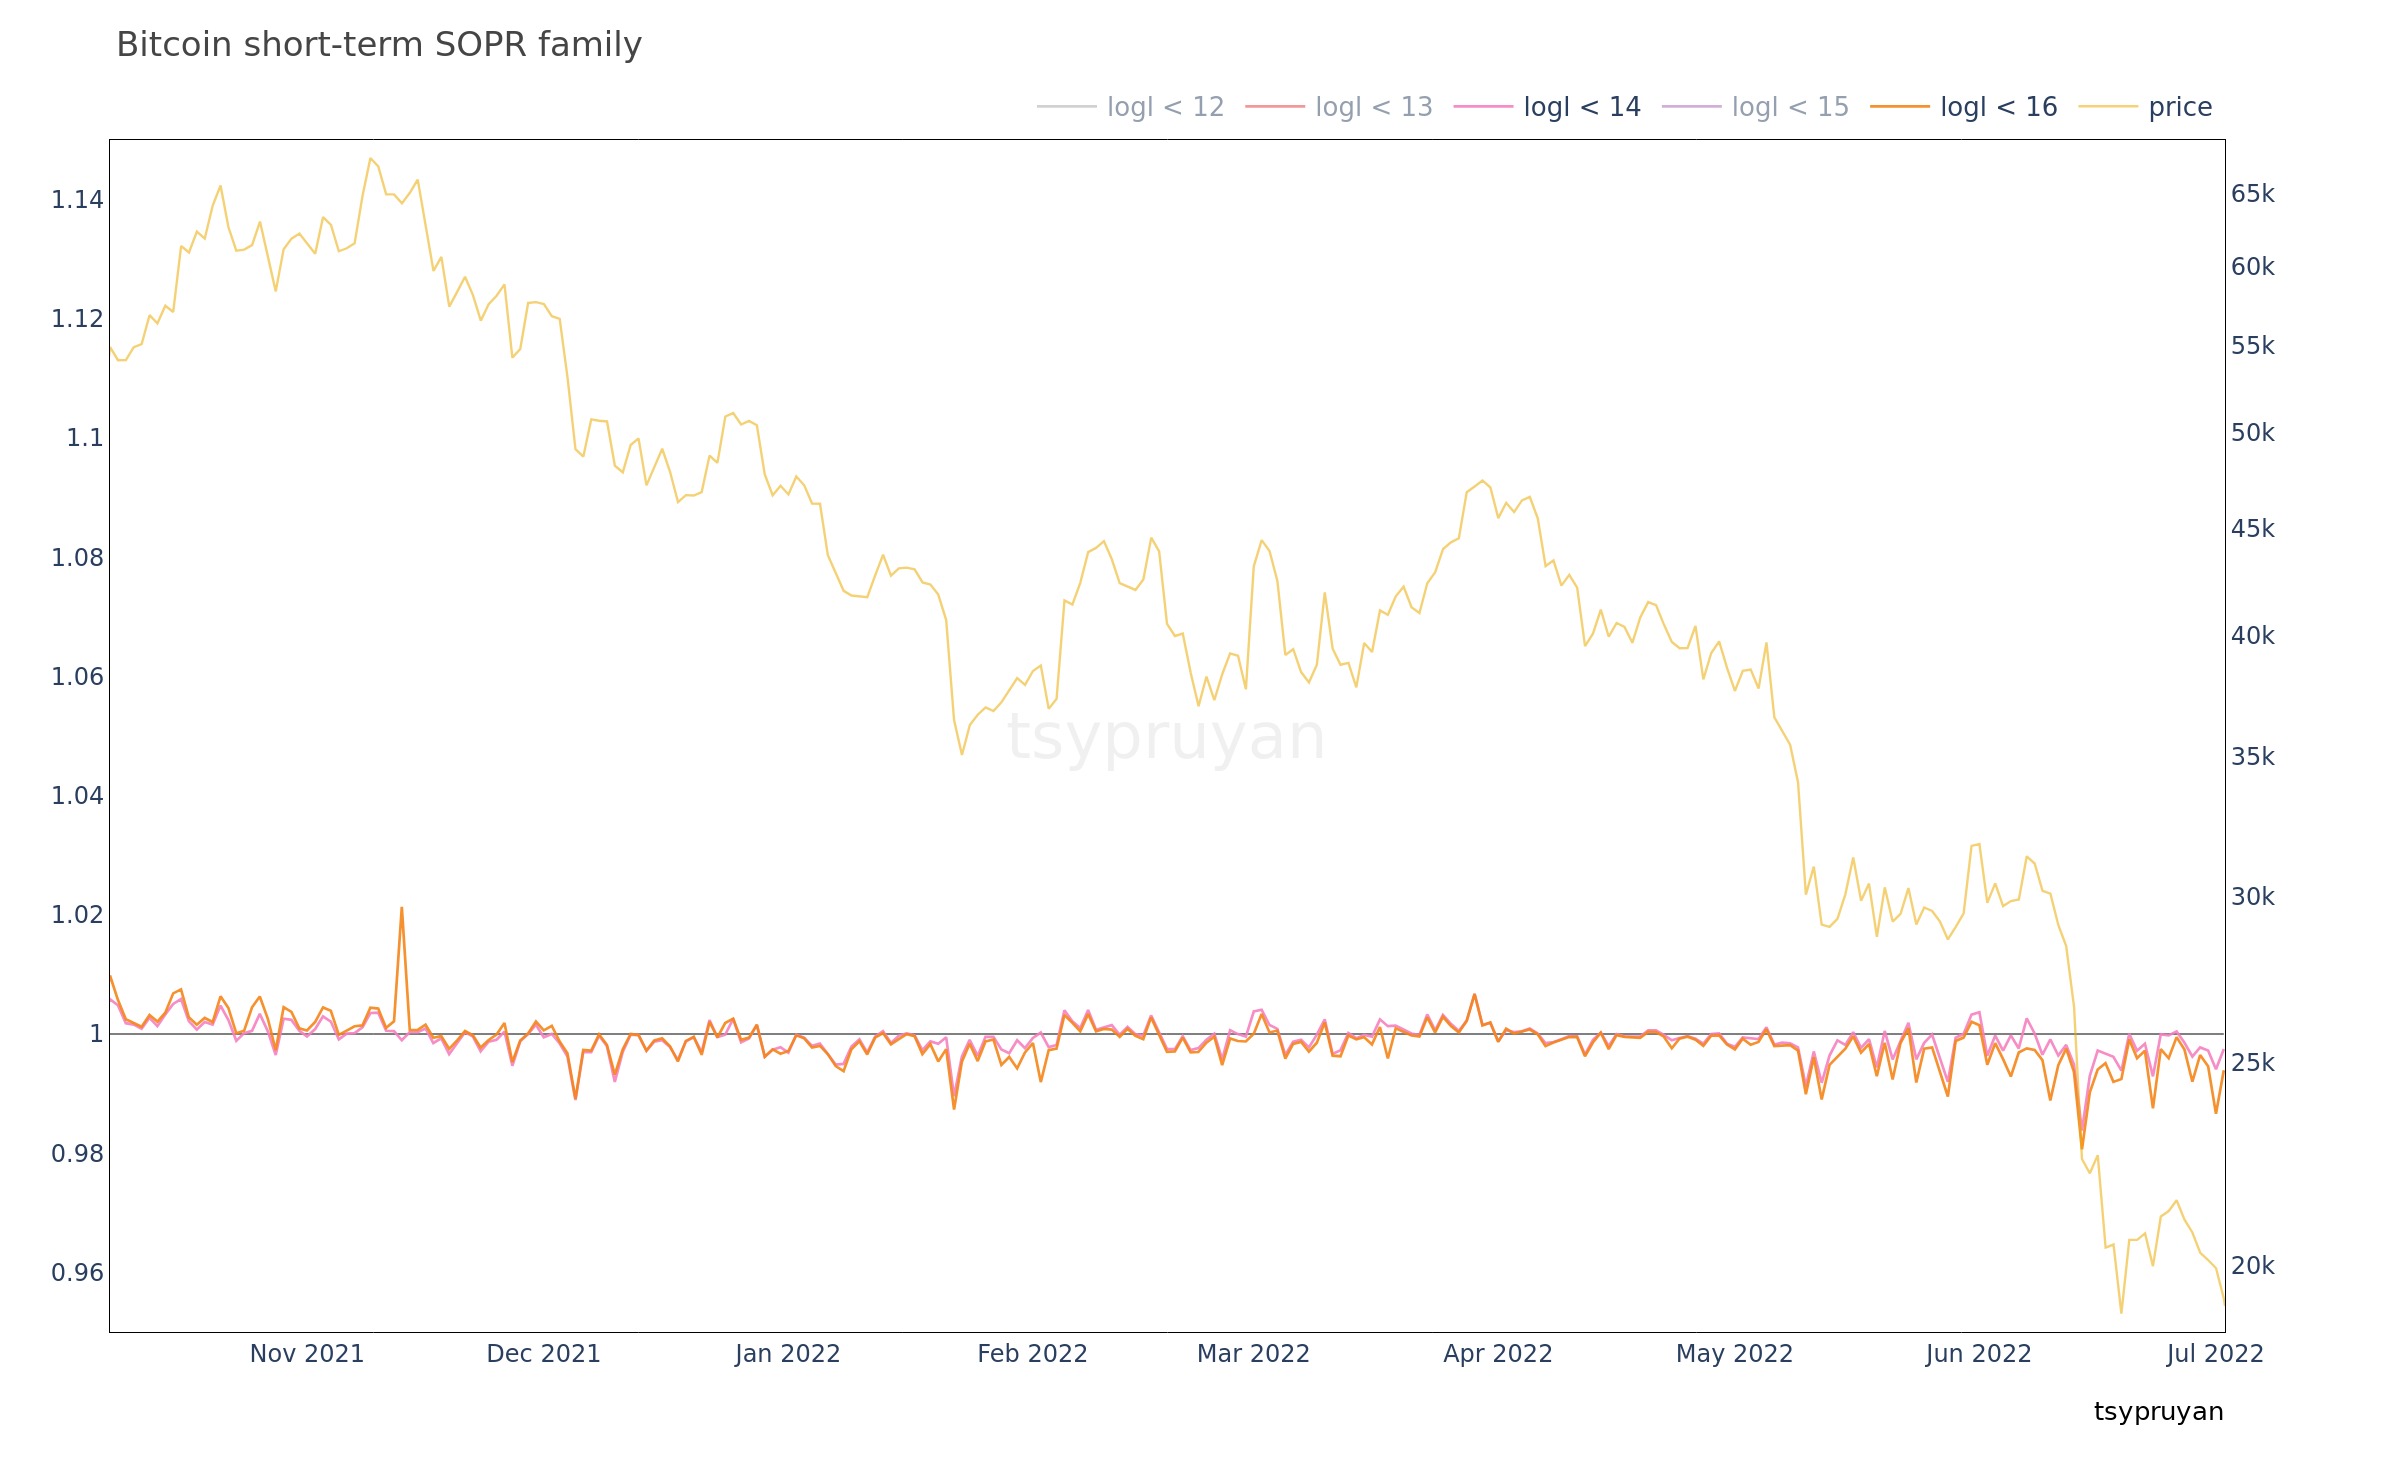 Bitcoin short-term SOPR family
logl < 12 logl < 13 logl < 14 logl < 15 logl < 16 price
1.14 65k
60k
1.12
55k
1.1 50k
45k
1.08
40k
1.06
tsypruyan
35k
1.04
1.02 30k
1 25k
0.98
0.96 20k
Nov 2021 Dec 2021 Jan 2022 Feb 2022 Mar 2022 Apr 2022 May 2022 Jun 2022 Jul 2022
tsypruyan